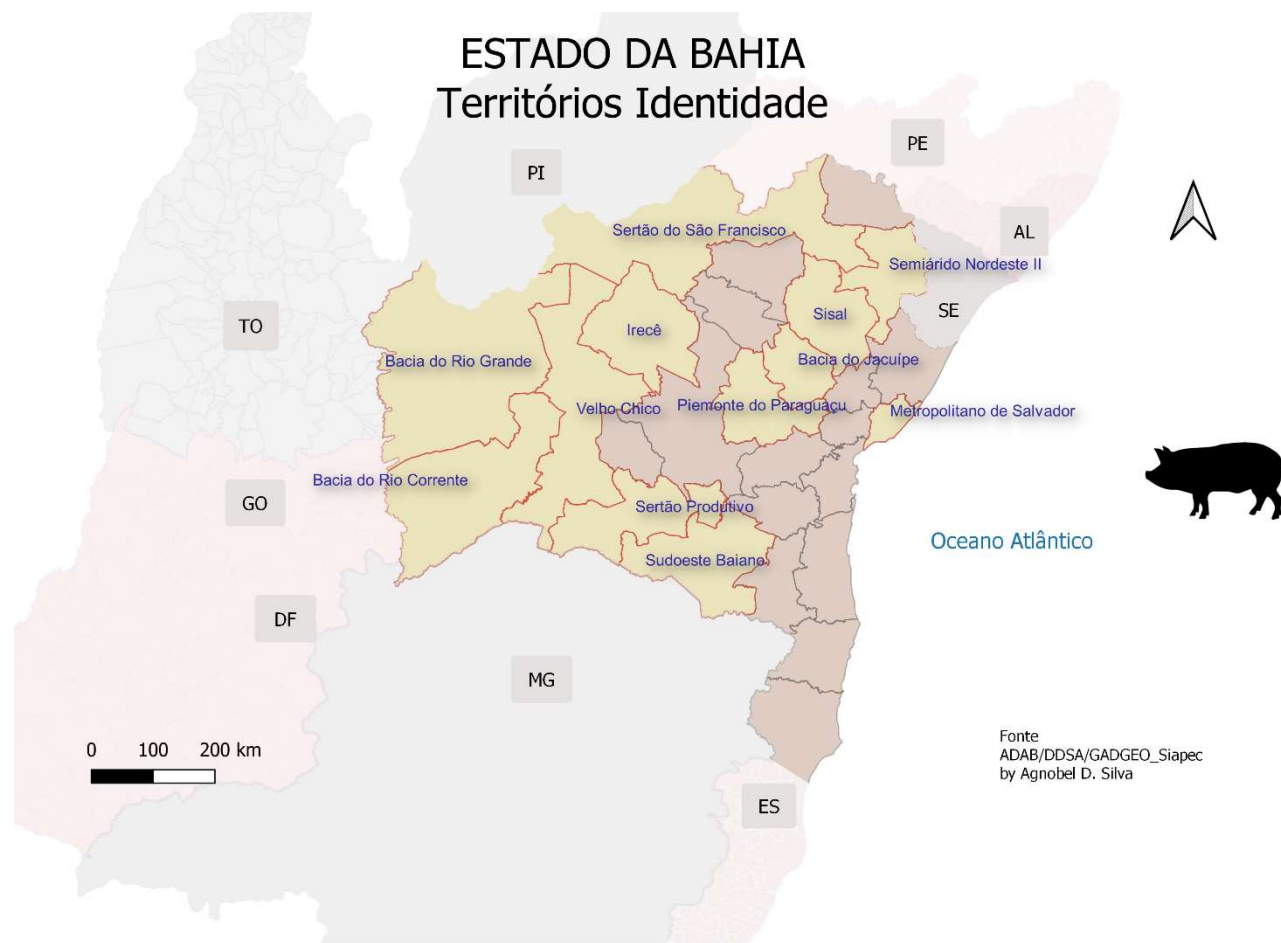 ESTADO DA BAHIA
Territórios Identidade
PE
PI
AL
Sertão do São Francisco
Semiárido Nordeste II
SE
Sisal
TO
Irecê
Bacia do Rio Grande
Bacia do Jacuípe
Velho Chico
Piemonte do Paraguaçu
Metropolitano de Salvador
Bacia do Rio Corrente
GO
Sertão Produtivo
Oceano Atlântico
Sudoeste Baiano
DF
MG
0 100 200 km
Fonte
ADAB/DDSA/GADGEO_Siapec
by Agnobel D. Silva
ES